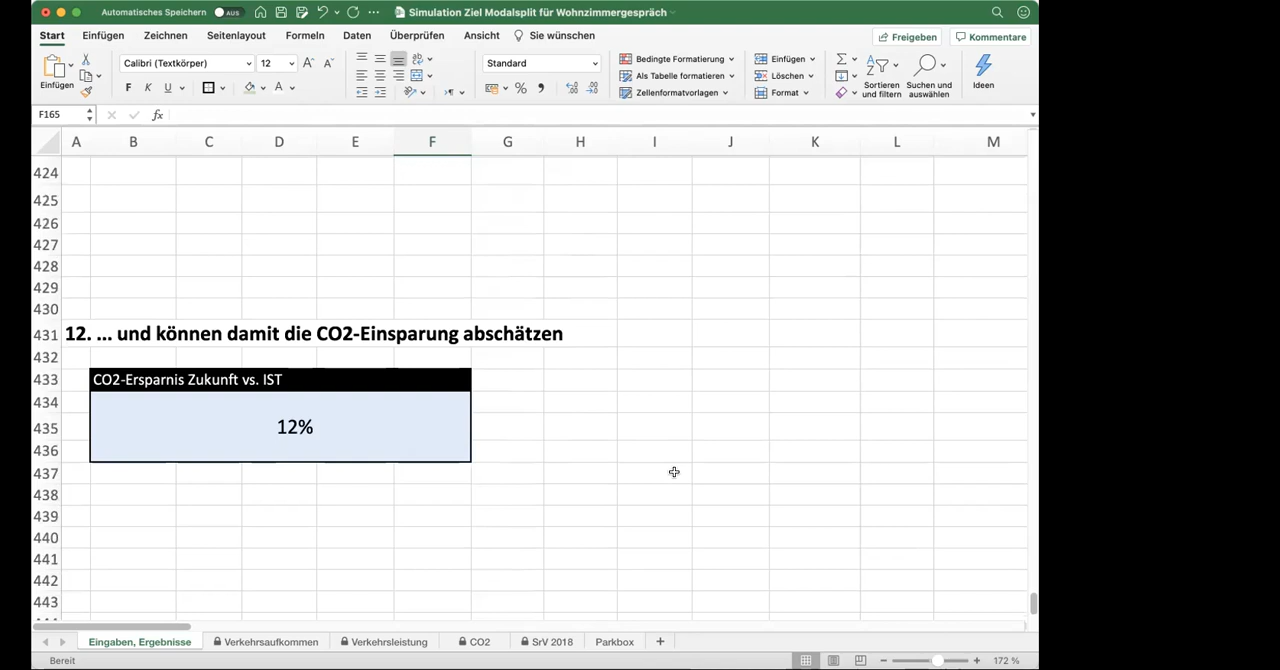 Automatisches Speichern AUS
Simulation Ziel Modalsplit für Wohnzimmergespräch
Start Einfügen Zeichnen Seitenlayout Formeln Daten Überprüfen Ansicht Sie wünschen
Freigeben Kommentare
Einfügen
Calibri (Textkörper) 12
F K U
Standard
Bedingte Formatierung
Als Tabelle formatieren
Zellenformatvorlagen
Einfügen
Löschen
Format
Sortieren und filtern
Suchen und auswählen
Ideen
F165 fx
A B C D E F G H I J K L M
424
425
426
427
428
429
430
431 12. ... und können damit die CO2-Einsparung abschätzen
432
433 CO2-Ersparnis Zukunft vs. IST
434
435 12%
436
437
438
439
440
441
442
443
Eingaben, Ergebnisse Verkehrsaufkommen Verkehrsleistung CO2 SrV 2018 Parkbox +
Bereit 172 %